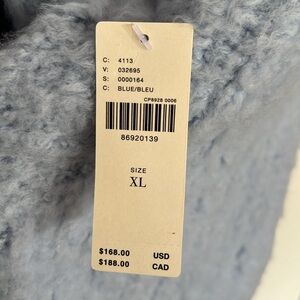 C: 4113
V: 032695
S: 0000164
C: BLUE/BLEU
CP8928 0006
86920139
SIZE
XL
$168.00 USD
$188.00 CAD